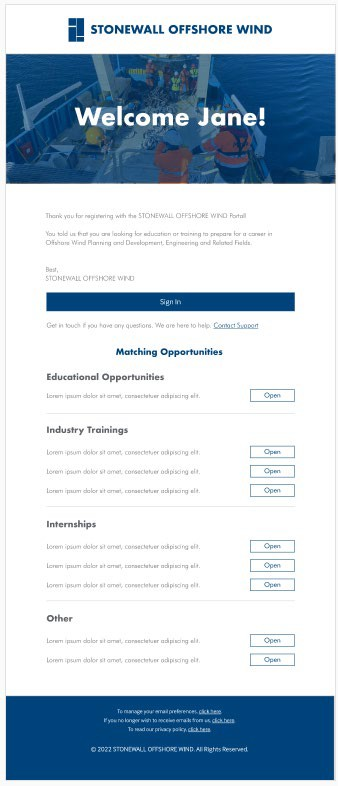 STONEWALL OFFSHORE WIND
Welcome Jane!
Thank you for registering with the STONEWALL OFFSHORE WIND Portal!
You told us that you are looking for education or training to prepare for a career in
Offshore Wind Planning and Development, Engineering and Related Fields.
Best,
STONEWALL OFFSHORE WIND
Sign In
Get in touch if you have any questions. We are here to help. Contact Support
Matching Opportunities
Educational Opportunities
Lorem ipsum dolor sit amet, consectetuer adipiscing elit. Open
Industry Trainings
Lorem ipsum dolor sit amet, consectetuer adipiscing elit. Open
Lorem ipsum dolor sit amet, consectetuer adipiscing elit. Open
Lorem ipsum dolor sit amet, consectetuer adipiscing elit. Open
Internships
Lorem ipsum dolor sit amet, consectetuer adipiscing elit. Open
Lorem ipsum dolor sit amet, consectetuer adipiscing elit. Open
Lorem ipsum dolor sit amet, consectetuer adipiscing elit. Open
Other
Lorem ipsum dolor sit amet, consectetuer adipiscing elit. Open
Lorem ipsum dolor sit amet, consectetuer adipiscing elit. Open
To manage your email preferences, click here.
If you no longer wish to receive emails from us, click here.
To read our privacy policy, click here.
© 2022 STONEWALL OFFSHORE WIND. All Rights Reserved.